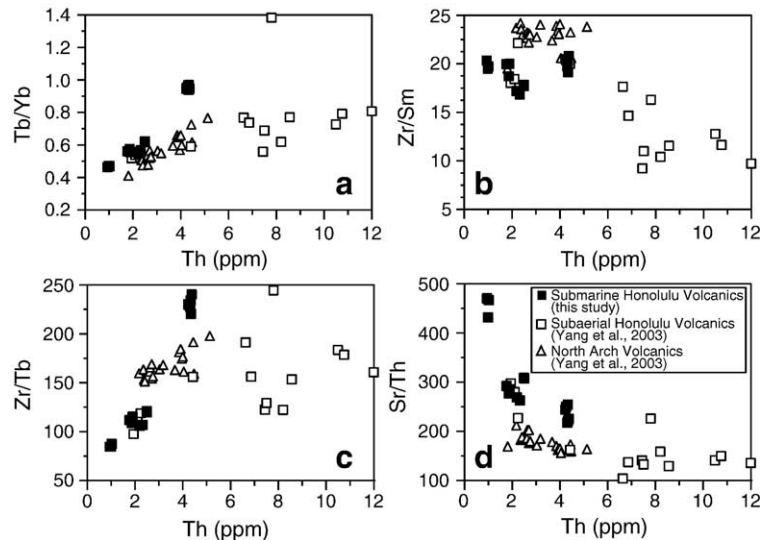 Tb/Yb
1.4
1.2
1.0
0.8
0.6
0.4
0.2
0 2 4 6 8 10 12
Th (ppm)
a
Zr/Sm
25
20
15
10
5
0 2 4 6 8 10 12
Th (ppm)
b
Zr/Tb
250
200
150
100
50
0 2 4 6 8 10 12
Th (ppm)
c
Sr/Th
500
400
300
200
100
0 2 4 6 8 10 12
Th (ppm)
d
Submarine Honolulu Volcanics
(this study)
Subaerial Honolulu Volcanics
(Yang et al., 2003)
North Arch Volcanics
(Yang et al., 2003)